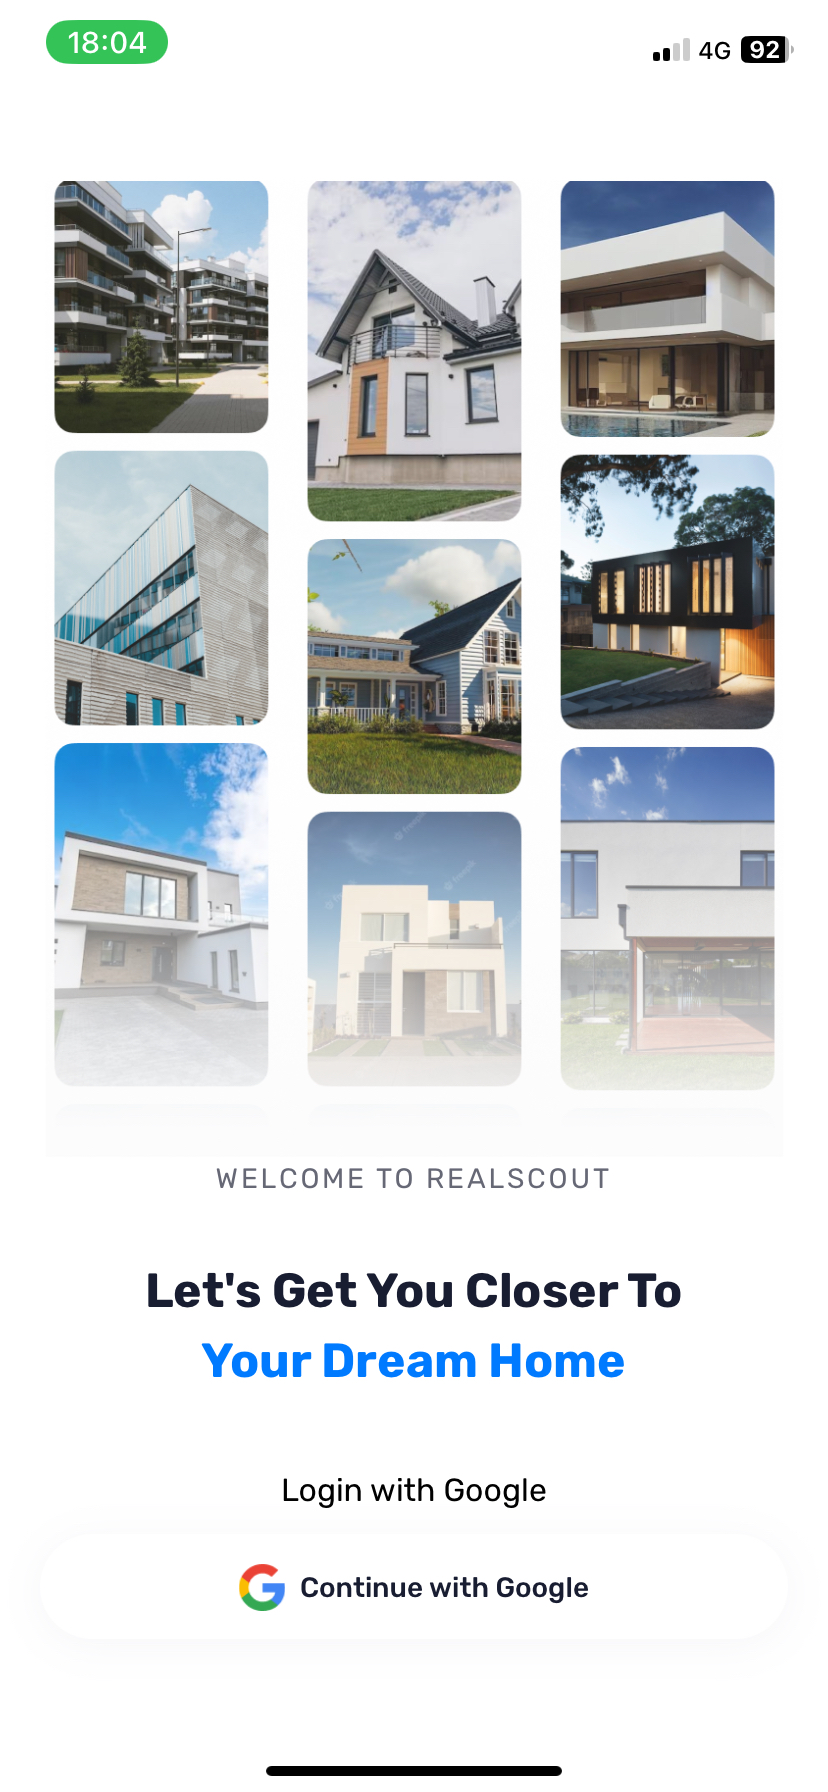 18:04
4G 92
WELCOME TO REALSCOUT
Let's Get You Closer To
Your Dream Home
Login with Google
Continue with Google